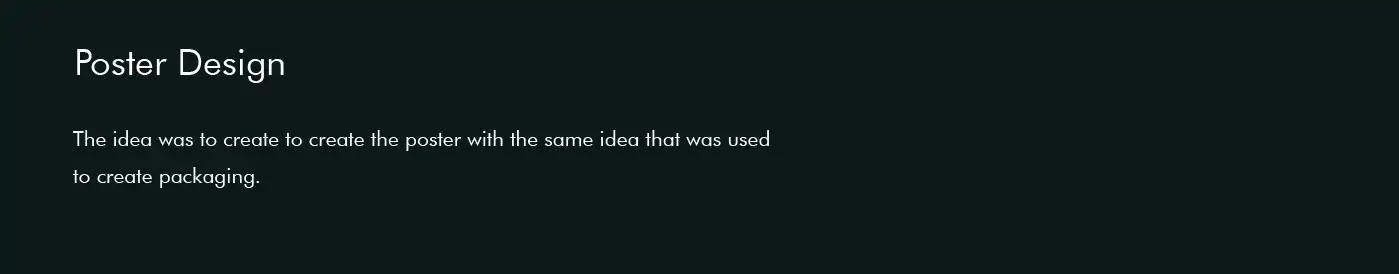 Poster Design
The idea was to create to create the poster with the same idea that was used
to create packaging.